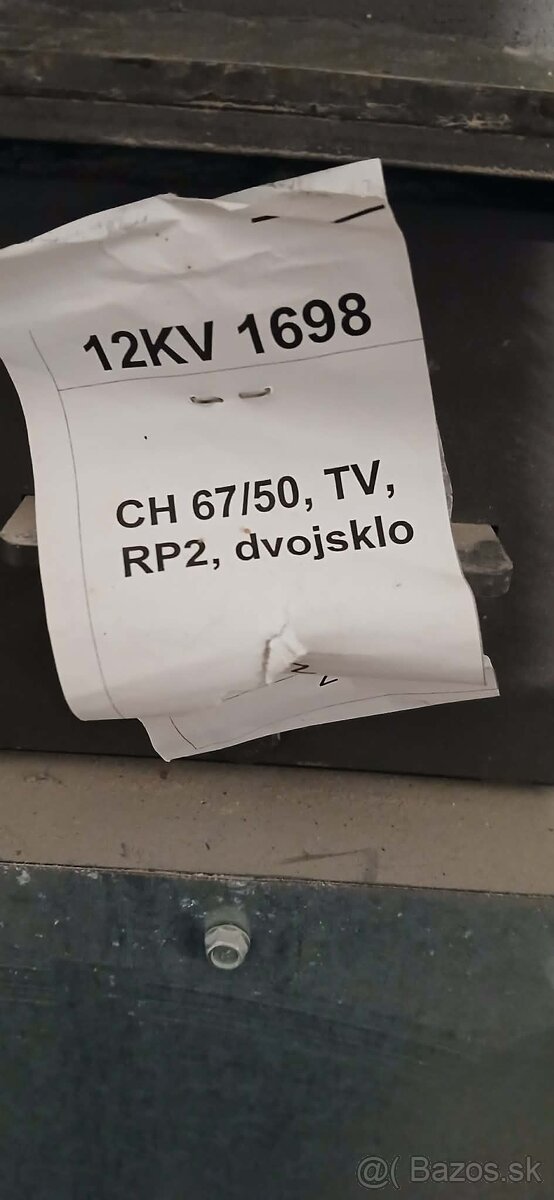 12KV 1698
CH 67/50, TV,
RP2, dvojsklo
@( Bazos.sk